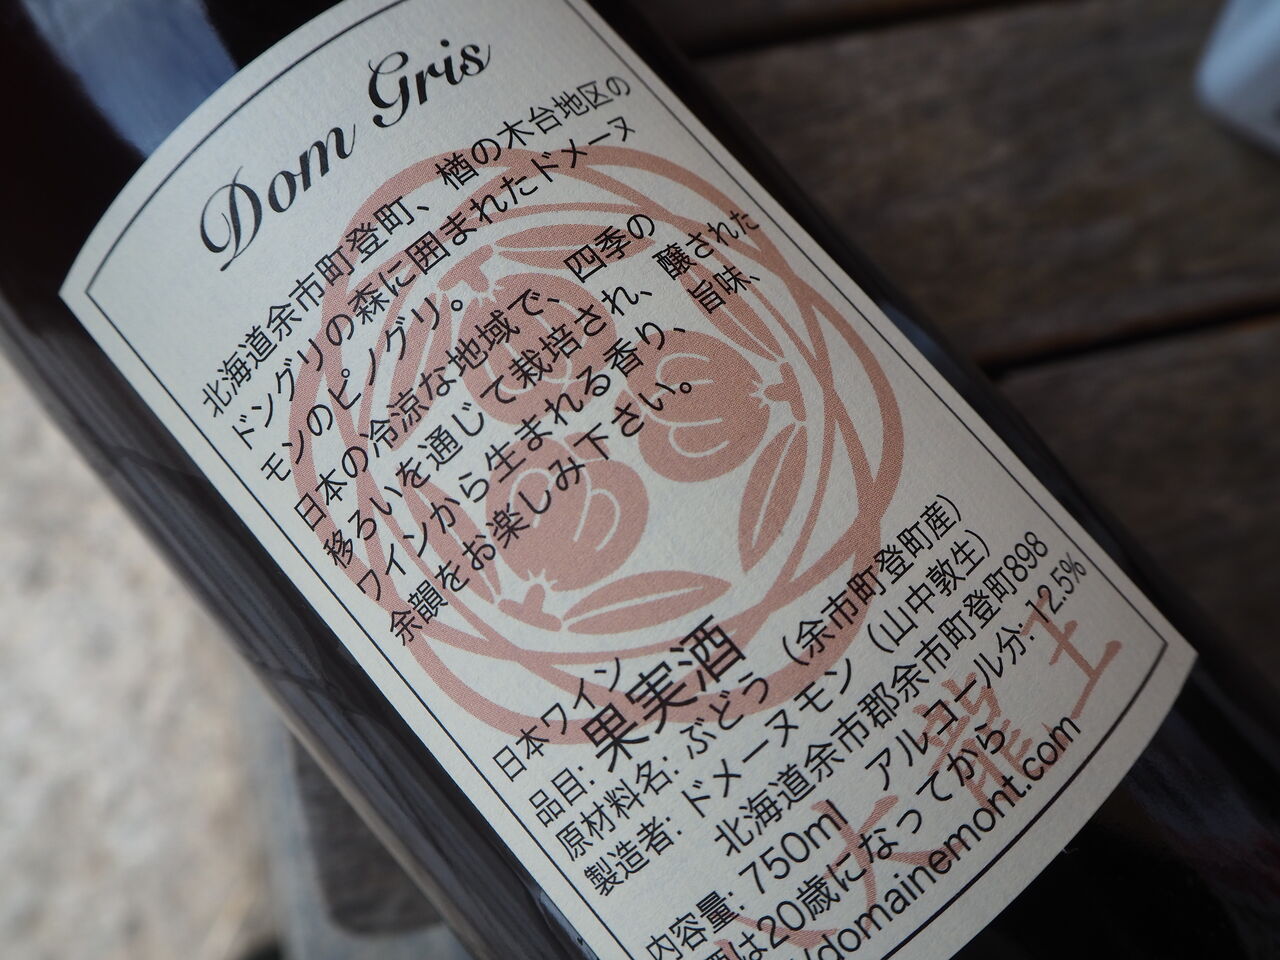 Dom Gris
北海道余市町登町、楢の木台地区の
ドングリの森に囲まれたドメーヌ
モンのピノグリ。
日本の冷涼な地域で、四季の
移ろいを通じて栽培され、醸された
ワインから生まれる香り、旨味、
余韻をお楽しみ下さい。
日本ワイン
品目: 果実酒
原材料名: ぶどう（余市町登町産）
製造者: ドメーヌモン（山中敦生）
北海道余市郡余市町登町898
内容量: 750ml アルコール分: 12.5%
酒は20歳になってから
/domainemont.com